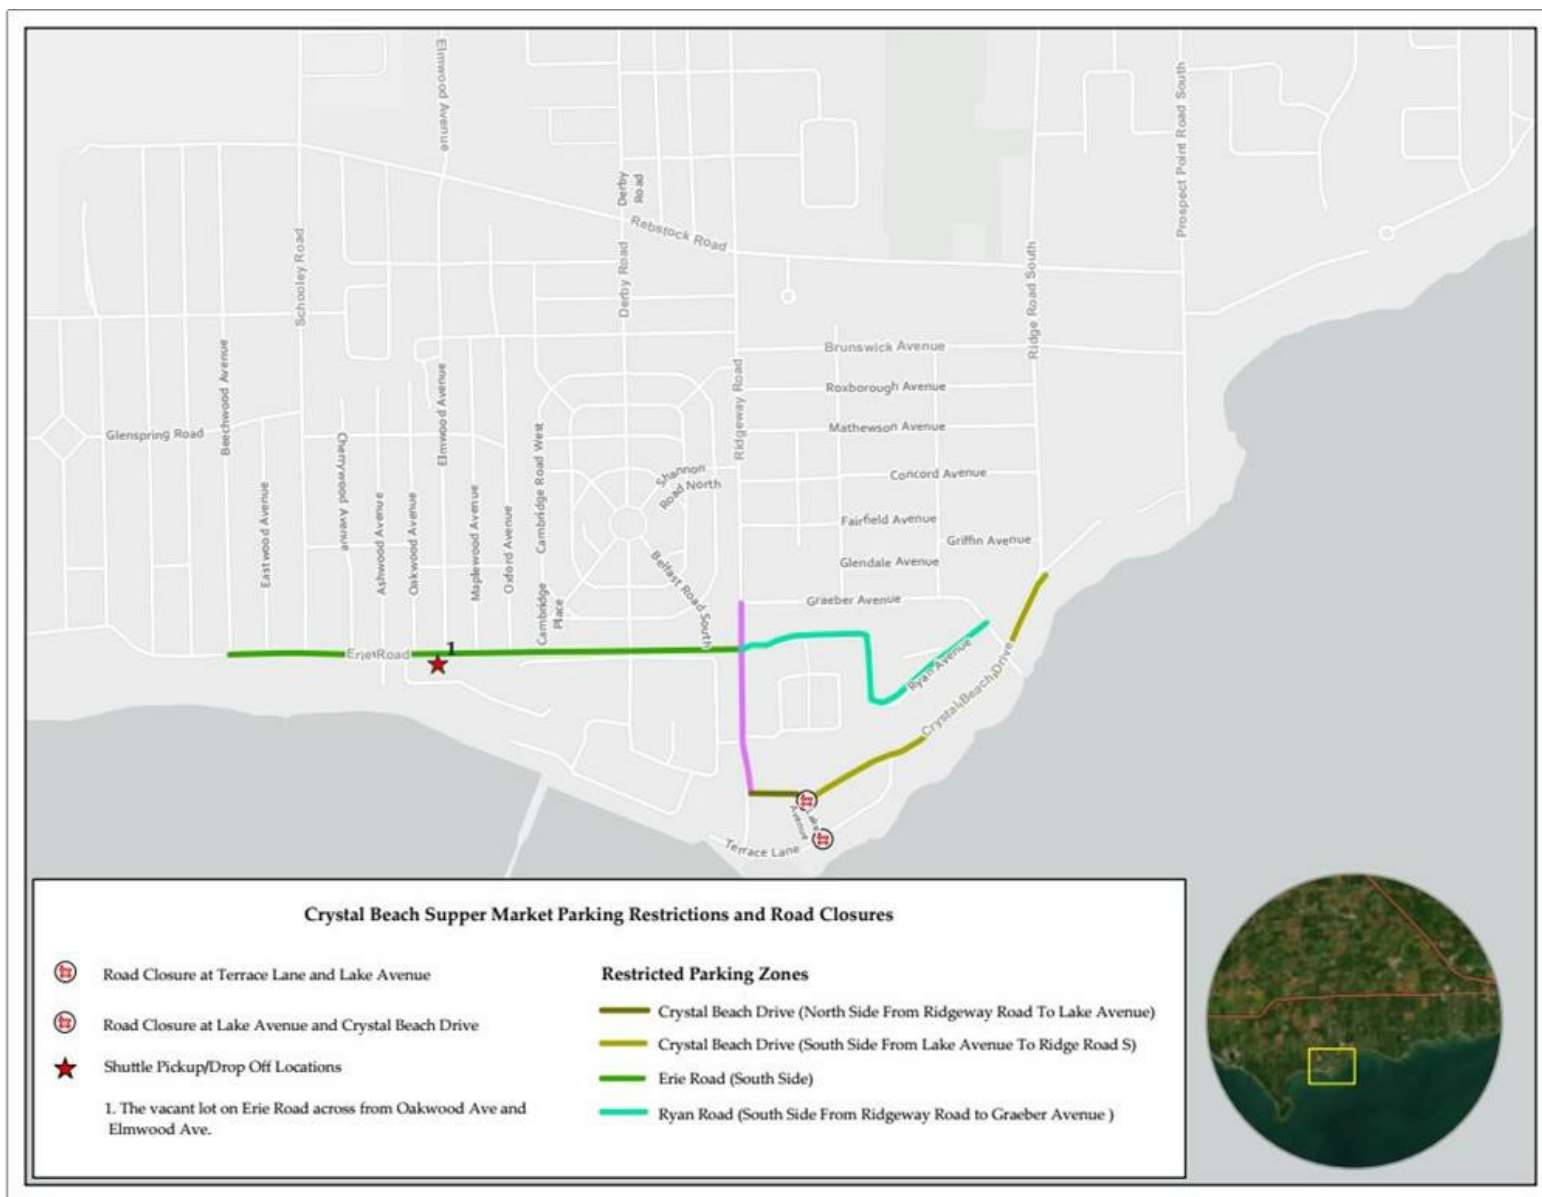 Elmwood Avenue
Prospect Point Road South
Derby
Road
Rebstock Road
Schooley Road
Derby Road
Ridge Road South
Brunswick Avenue
Beechwood Avenue
Elmwood Avenue
Ridgeway Road
Roxborough Avenue
Glenspring Road
Mathewson Avenue
Cherrywood Avenue
Cambridge Road West
Shannon
Road North
Concord Avenue
Eastwood Avenue
Ashwood Avenue
Oakwood Avenue
Maplewood Avenue
Oxford Avenue
Fairfield Avenue
Griffin Avenue
Glendale Avenue
Belfast Road South
Cambridge
Place
Graeber Avenue
Erie Road
1
Ryan Avenue
Crystal Beach Drive
Lake
Avenue
Terrace Lane
Crystal Beach Supper Market Parking Restrictions and Road Closures
Road Closure at Terrace Lane and Lake Avenue
Road Closure at Lake Avenue and Crystal Beach Drive
Shuttle Pickup/Drop Off Locations
1. The vacant lot on Erie Road across from Oakwood Ave and
Elmwood Ave.
Restricted Parking Zones
Crystal Beach Drive (North Side From Ridgeway Road To Lake Avenue)
Crystal Beach Drive (South Side From Lake Avenue To Ridge Road S)
Erie Road (South Side)
Ryan Road (South Side From Ridgeway Road to Graeber Avenue )